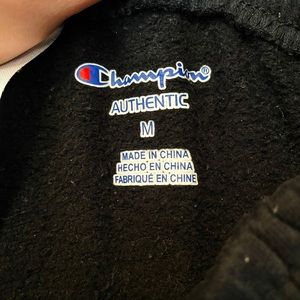 Champion®
AUTHENTIC
M
MADE IN CHINA
HECHO EN CHINA
FABRIQUÉ EN CHINE